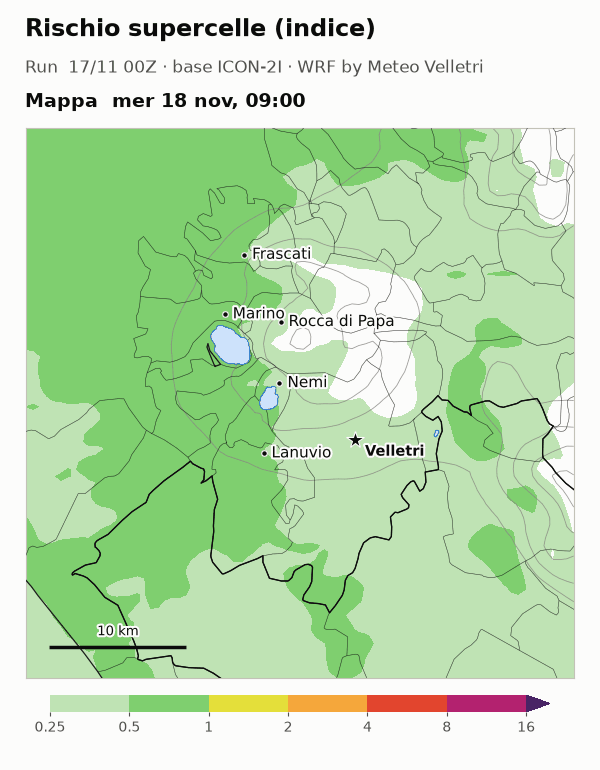 Rischio supercelle (indice)
Run  17/11 00Z · base ICON-2I · WRF by Meteo Velletri
Mappa  mer 18 nov, 09:00
Frascati
Marino
Rocca di Papa
Nemi
Velletri
Lanuvio
10 km
0.25 0.5 1 2 4 8 16